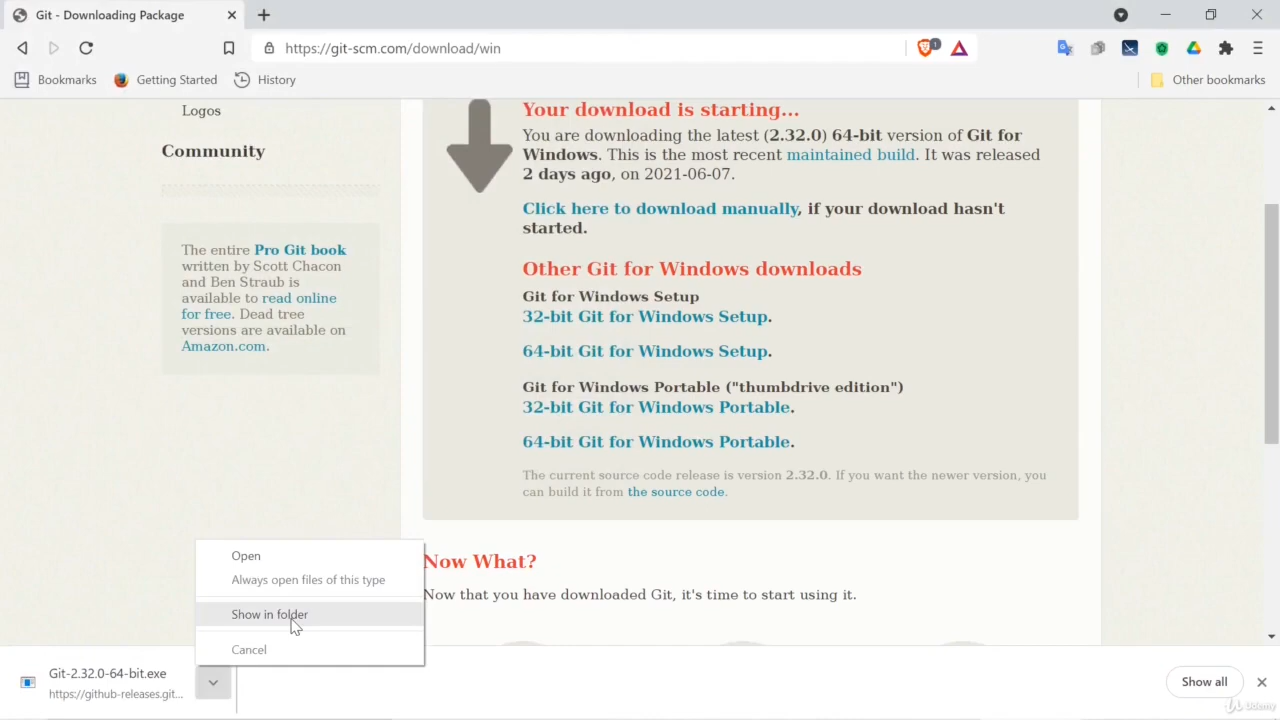 Git - Downloading Package
https://git-scm.com/download/win
1
Bookmarks
Getting Started
History
Other bookmarks
Logos
Community
The entire Pro Git book
written by Scott Chacon
and Ben Straub is
available to read online
for free. Dead tree
versions are available on
Amazon.com.
Your download is starting...
You are downloading the latest (2.32.0) 64-bit version of Git for
Windows. This is the most recent maintained build. It was released
2 days ago, on 2021-06-07.
Click here to download manually, if your download hasn't
started.
Other Git for Windows downloads
Git for Windows Setup
32-bit Git for Windows Setup.
64-bit Git for Windows Setup.
Git for Windows Portable ("thumbdrive edition")
32-bit Git for Windows Portable.
64-bit Git for Windows Portable.
The current source code release is version 2.32.0. If you want the newer version, you
can build it from the source code.
Now What?
Now that you have downloaded Git, it's time to start using it.
Open
Always open files of this type
Show in folder
Cancel
Git-2.32.0-64-bit.exe
https://github-releases.git...
Show all
Udemy